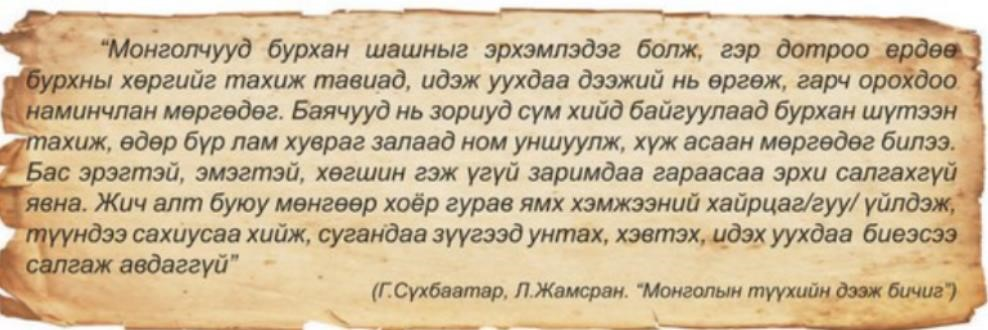 “Монголчууд бурхан шашныг эрхэмлэдэг болж, гэр дотроо ердөө
бурхны хөргийг тахиж тавиад, идэж уухдаа дээжий нь өргөж, гарч орохдоо
наминчлан мөргөдөг. Баячууд нь зориуд сүм хийд байгуулаад бурхан шүтээн
тахиж, өдөр бүр лам хувраг залаад ном уншуулж, хүж асаан мөргөдөг билээ.
Бас эрэгтэй, эмэгтэй, хөгшин гэж үгүй заримдаа гараасаа эрхи салгахгүй
явна. Жич алт буюу мөнгөөр хоёр гурав ямх хэмжээний хайрцаг/гуу/ үйлдэж,
түүндээ сахиусаа хийж, сугандаа зүүгээд унтах, хэвтэх, идэх уухдаа биеэсээ
салгаж авдаггүй”
(Г.Сүхбаатар, Л.Жамсран. “Монголын түүхийн дээж бичиг”)